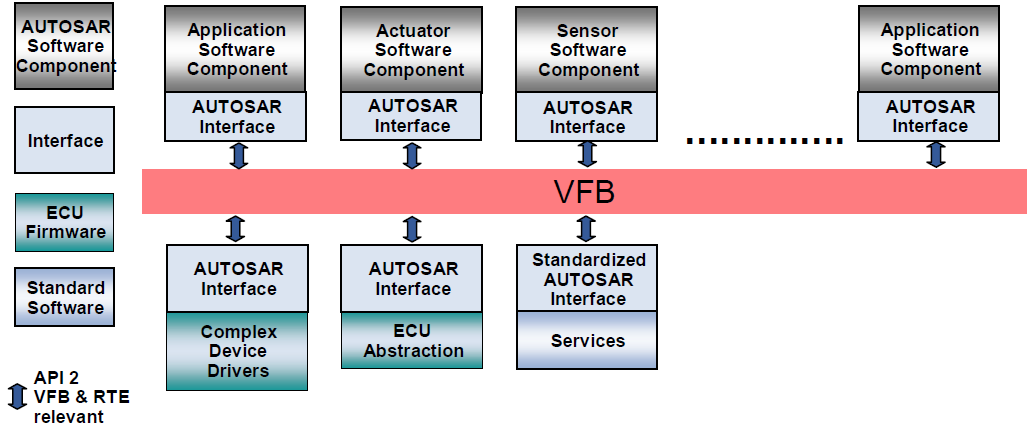 AUTOSAR
Software
Component
Interface
ECU
Firmware
Standard
Software
API 2
VFB & RTE
relevant
Application
Software
Component
AUTOSAR
Interface
Actuator
Software
Component
AUTOSAR
Interface
Sensor
Software
Component
AUTOSAR
Interface
..............
Application
Software
Component
AUTOSAR
Interface
VFB
AUTOSAR
Interface
Complex
Device
Drivers
AUTOSAR
Interface
ECU
Abstraction
Standardized
AUTOSAR
Interface
Services